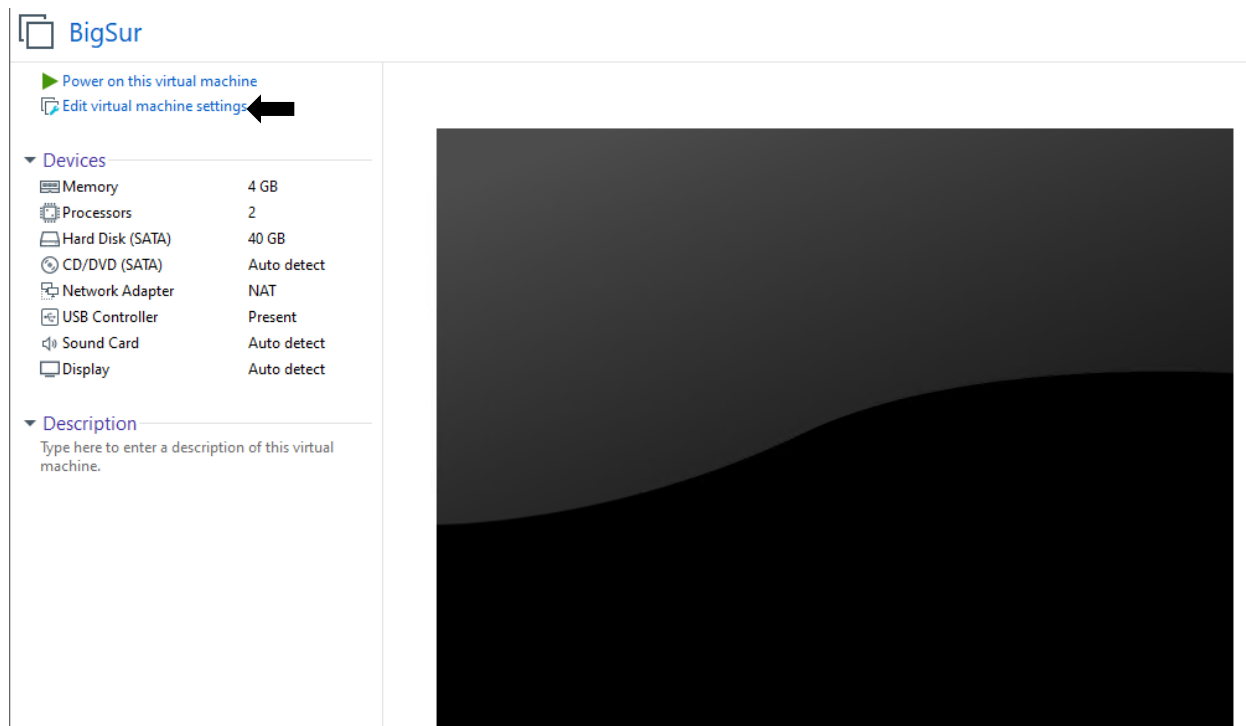 BigSur
Power on this virtual machine
Edit virtual machine settings
Devices
Memory 4 GB
Processors 2
Hard Disk (SATA) 40 GB
CD/DVD (SATA) Auto detect
Network Adapter NAT
USB Controller Present
Sound Card Auto detect
Display Auto detect
Description
Type here to enter a description of this virtual
machine.